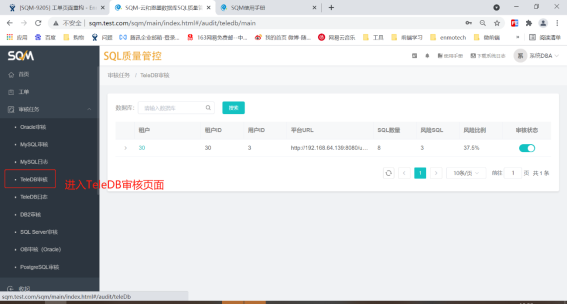 [SQM-9205] 工单页面重构 - Eno
SQM-云和恩墨数据库SQL质量管
SQM使用手册
不安全 | sqm.test.com/sqm/main/index.html#/audit/teledb/main
应用 百度 购物 问题 腾讯企业邮箱-登录... 163网易免费邮--中... 我的首页 微博-随... 网易云音乐 工具 前端学习 enmotech 微前端 » 阅读清单
SQM
SQL质量管控
使用手册 下载系统日志 系 系统DBA
首页
工单
审核任务
Oracle审核
MySQL审核
MySQL日志
TeleDB审核
TeleDB日志
DB2审核
SQL Server审核
OB审核（Oracle）
PostgreSQL审核
收起
审核任务 / TeleDB审核
数据库: 请输入数据库 搜索
租户 租户ID 用户ID 平台URL SQL数量 风险SQL 风险比例 审核状态
30 30 3 http://192.168.64.139:8080/u... 8 3 37.5%
1 10条/页 前往 1 页 共 1 条
进入TeleDB审核页面
sqm.test.com/sqm/main/index.html#/audit/teleDb